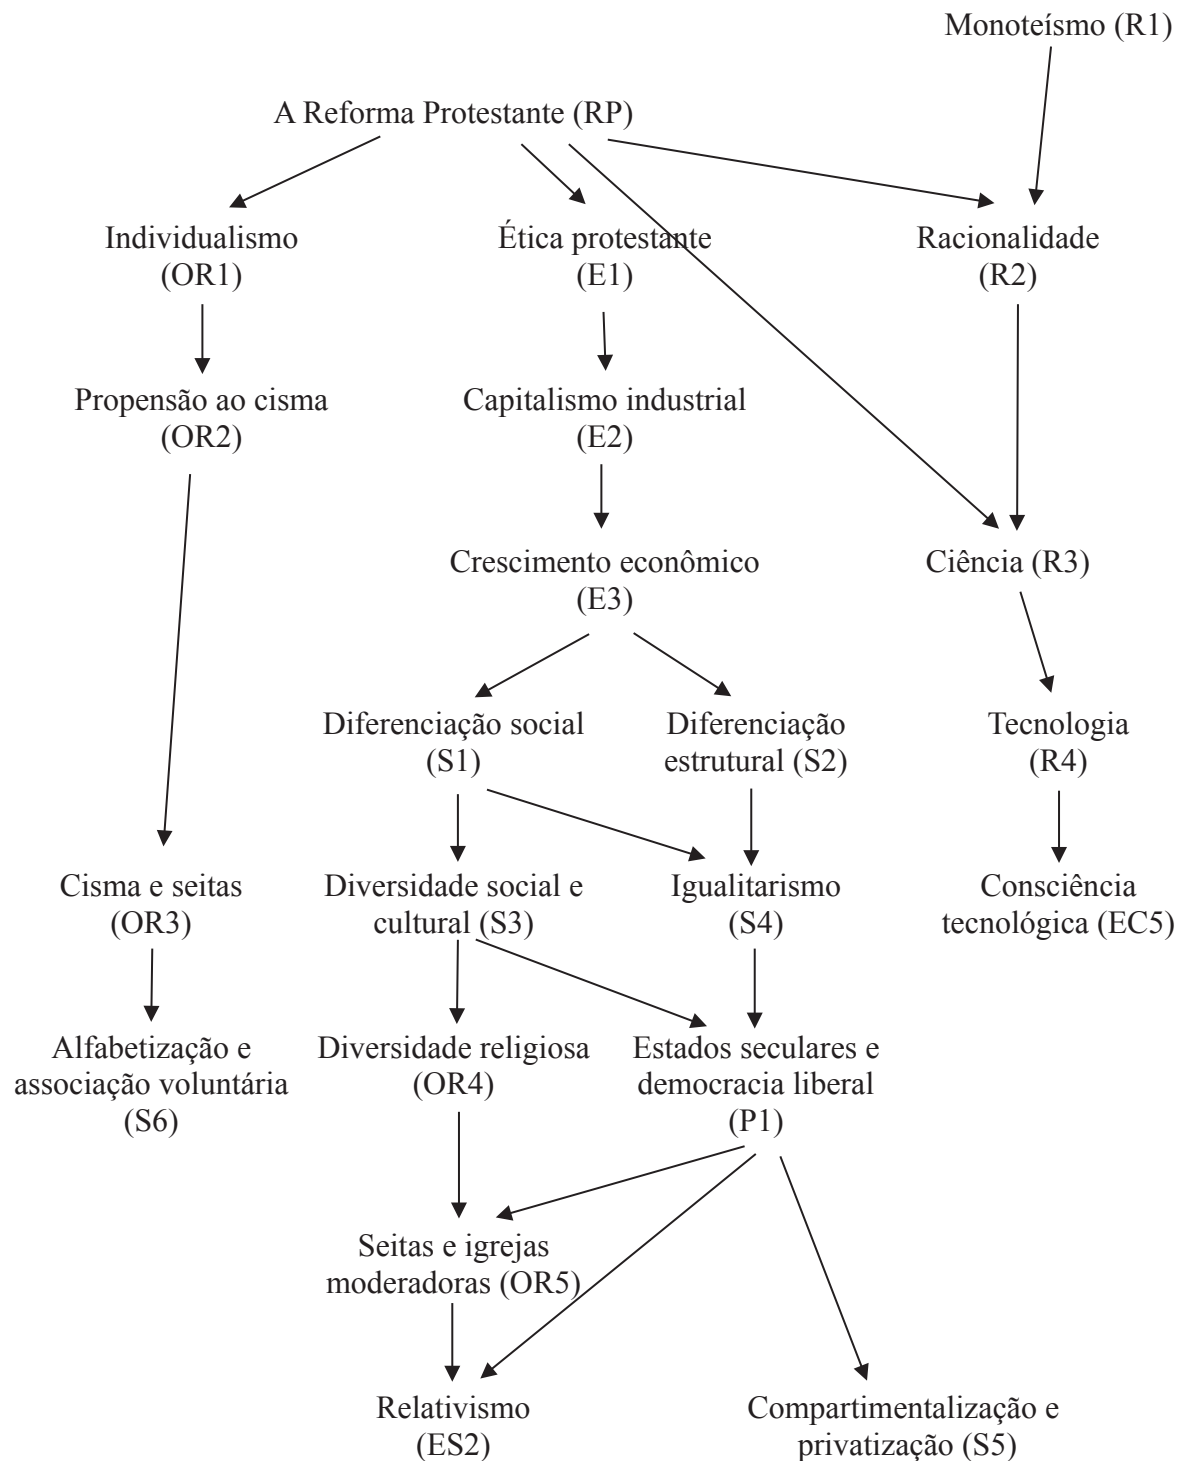 Monoteísmo (R1)
A Reforma Protestante (RP)
Individualismo
(OR1)
Ética protestante
(E1)
Racionalidade
(R2)
Propensão ao cisma
(OR2)
Capitalismo industrial
(E2)
Crescimento econômico
(E3)
Ciência (R3)
Diferenciação social
(S1)
Diferenciação
estrutural (S2)
Tecnologia
(R4)
Cisma e seitas
(OR3)
Diversidade social e
cultural (S3)
Igualitarismo
(S4)
Consciência
tecnológica (EC5)
Alfabetização e
associação voluntária
(S6)
Diversidade religiosa
(OR4)
Estados seculares e
democracia liberal
(P1)
Seitas e igrejas
moderadoras (OR5)
Relativismo
(ES2)
Compartimentalização e
privatização (S5)